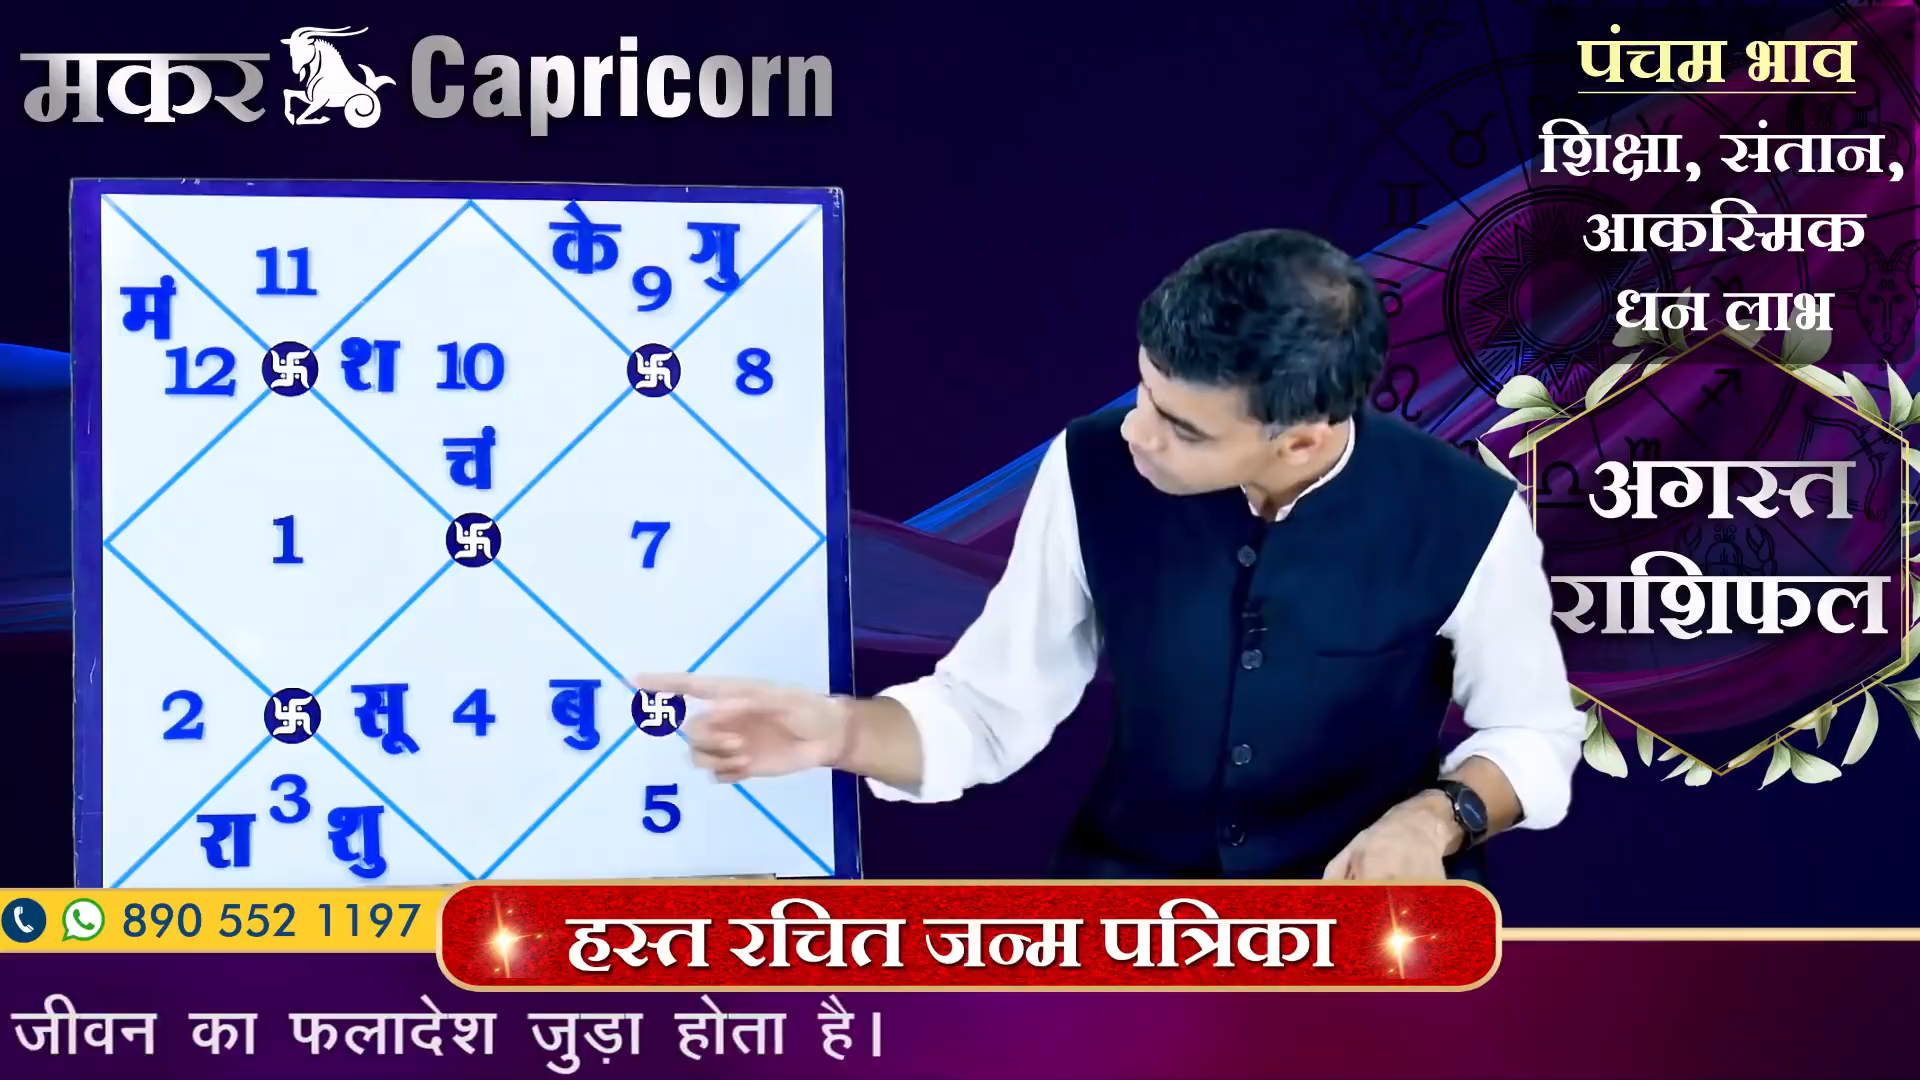 मकर Capricorn
पंचम भाव
शिक्षा, संतान,
आकस्मिक
धन लाभ
के गु
11 9
मं
12 श 10 8
चं
1 7
2 सू 4 बु
3 5
रा शु
अगस्त
राशिफल
890 552 1197
हस्त रचित जन्म पत्रिका
जीवन का फलादेश जुड़ा होता है।